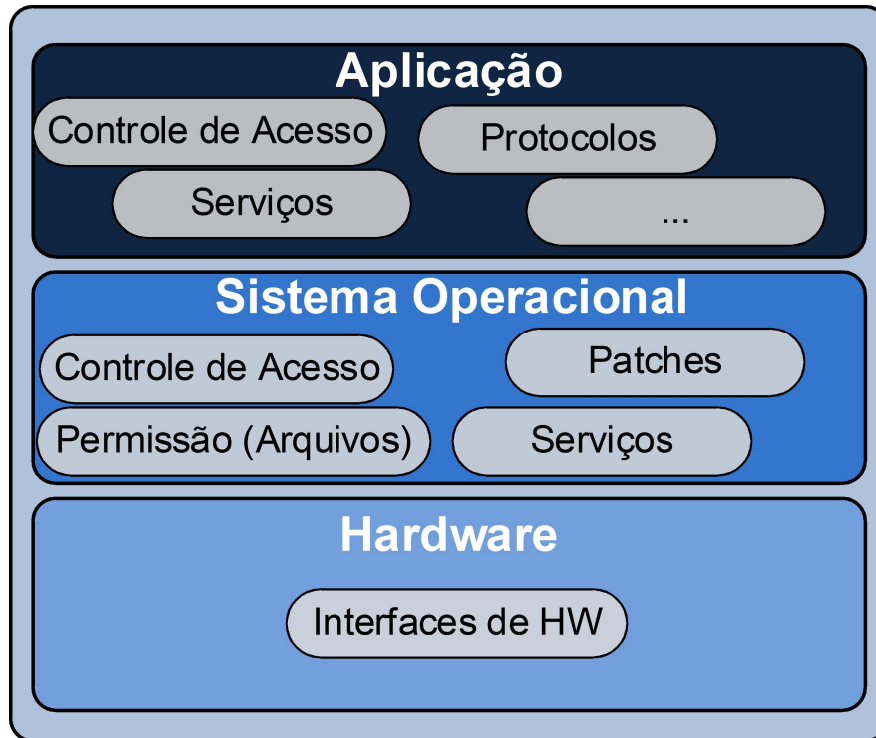 Aplicação
Controle de Acesso
Protocolos
Serviços
...
Sistema Operacional
Controle de Acesso
Patches
Permissão (Arquivos)
Serviços
Hardware
Interfaces de HW